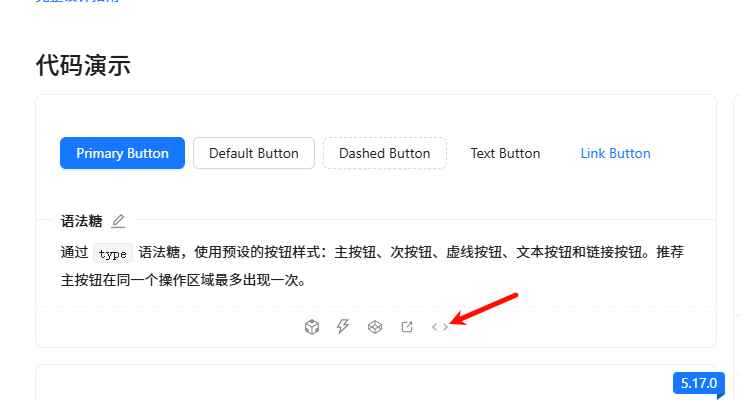 代码演示
Primary Button
Default Button
Dashed Button
Text Button
Link Button
语法糖
通过 type 语法糖，使用预设的按钮样式：主按钮、次按钮、虚线按钮、文本按钮和链接按钮。推荐
主按钮在同一个操作区域最多出现一次。
5.17.0